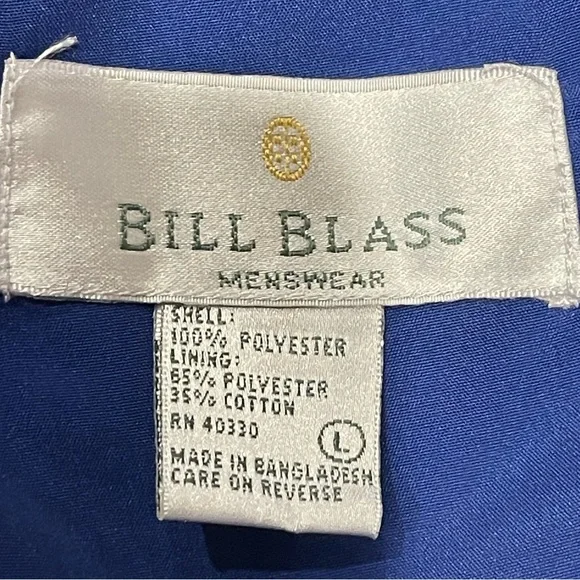 BILL BLASS
MENSWEAR
SHELL:
100% POLYESTER
LINING:
65% POLYESTER
35% COTTON
RN 40330
L
MADE IN BANGLADESH
CARE ON REVERSE